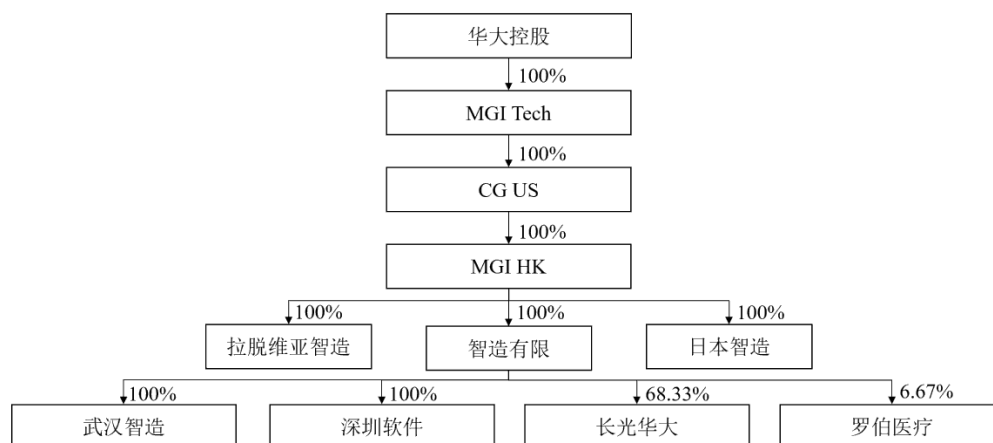 华大控股
100%
MGI Tech
100%
CG US
100%
MGI HK
100% 100% 100%
拉脱维亚智造 智造有限 日本智造
100% 100% 68.33% 6.67%
武汉智造 深圳软件 长光华大 罗伯医疗